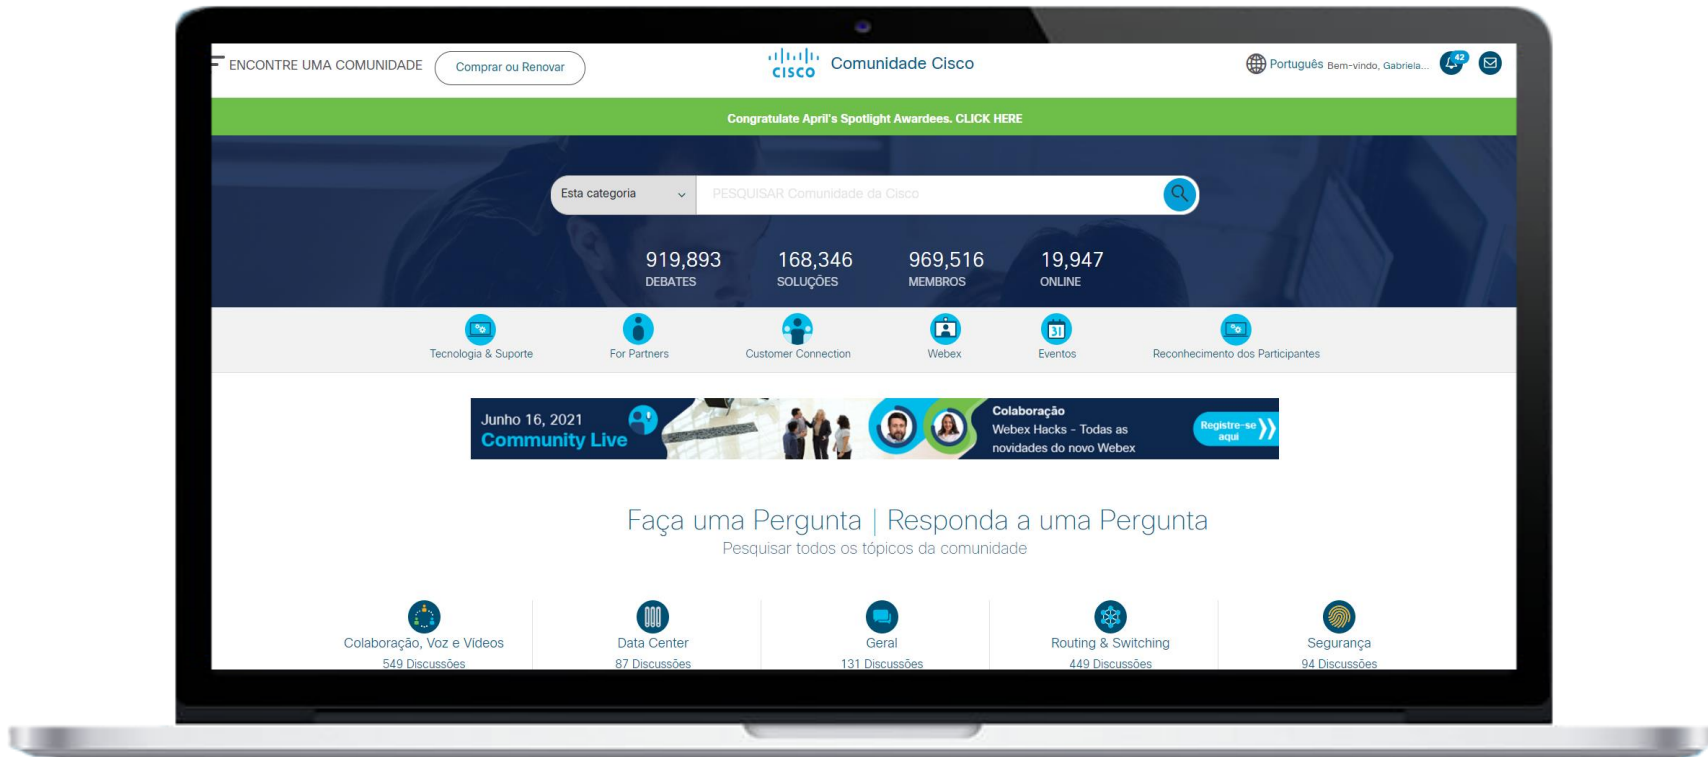 ENCONTRE UMA COMUNIDADE
Comprar ou Renovar
CISCO
Comunidade Cisco
Português Bem-vindo, Gabriela...
42
Congratulate April's Spotlight Awardees. CLICK HERE
Esta categoria
PESQUISAR Comunidade da Cisco
919,893
DEBATES
168,346
SOLUÇÕES
969,516
MEMBROS
19,947
ONLINE
Tecnologia & Suporte
For Partners
Customer Connection
Webex
31
Eventos
Reconhecimento dos Participantes
Junho 16, 2021
Community Live
Colaboração
Webex Hacks - Todas as
novidades do novo Webex
Registre-se
aqui
Faça uma Pergunta | Responda a uma Pergunta
Pesquisar todos os tópicos da comunidade
Colaboração, Voz e Vídeos
549 Discussões
Data Center
87 Discussões
Geral
131 Discussões
Routing & Switching
449 Discussões
Segurança
94 Discussões